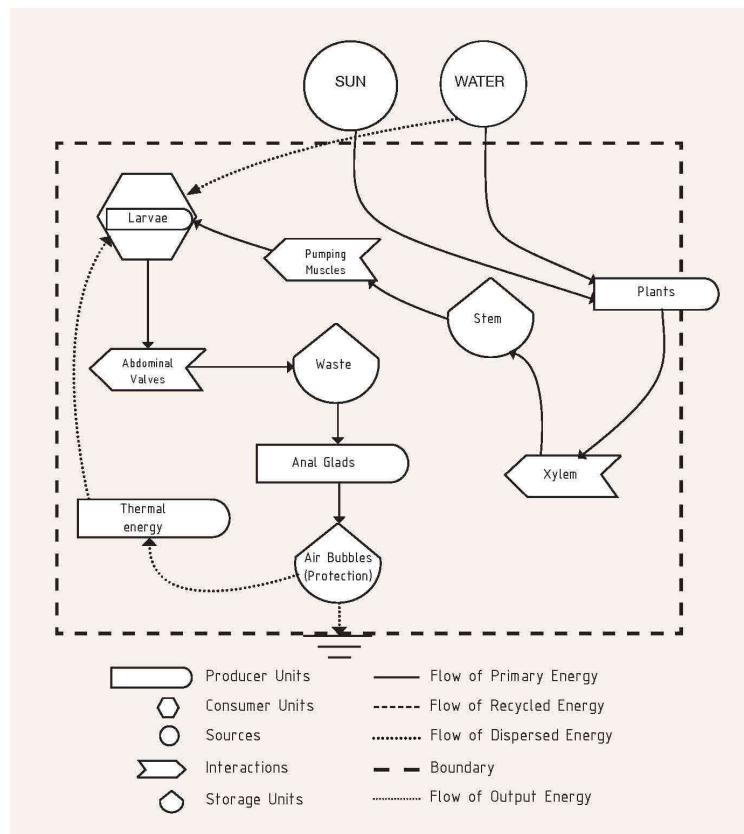 SUN
WATER
Larvae
Pumping
Muscles
Plants
Stem
Abdominal
Valves
Waste
Anal Glads
Xylem
Thermal
energy
Air Bubbles
(Protection)
Producer Units
Consumer Units
Sources
Interactions
Storage Units
Flow of Primary Energy
Flow of Recycled Energy
Flow of Dispersed Energy
Boundary
Flow of Output Energy